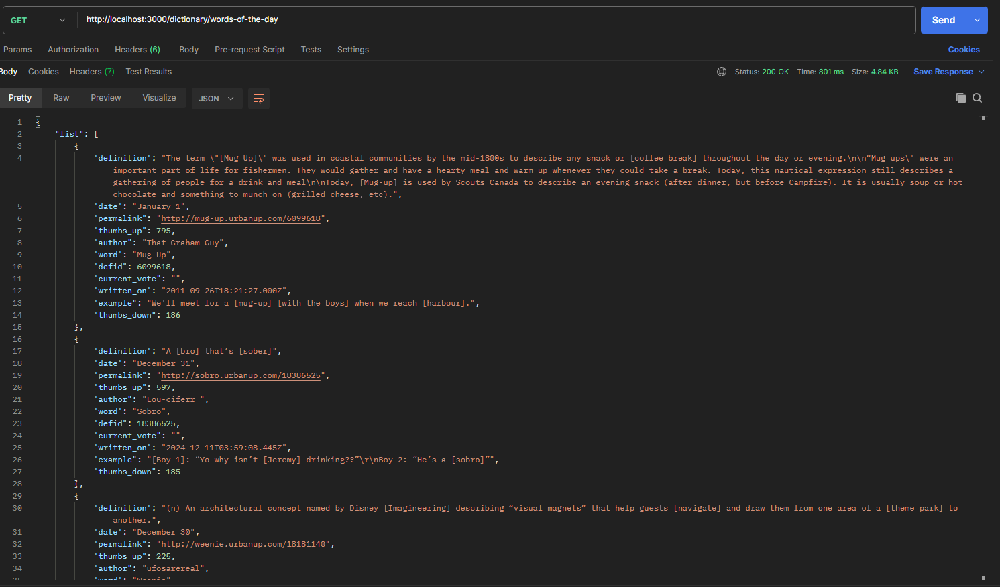 GET http://localhost:3000/dictionary/words-of-the-day Send
Params Authorization Headers (6) Body Pre-request Script Tests Settings Cookies
Body Cookies Headers (7) Test Results Status: 200 OK Time: 801 ms Size: 4.84 KB Save Response
Pretty Raw Preview Visualize JSON
1 {
2 "list": [
3 {
4 "definition": "The term \"[Mug Up]\" was used in coastal communities by the mid-1800s to describe any snack or [coffee break] throughout the day or evening.\n\n“Mug ups\" were an
important part of life for fishermen. They would gather and have a hearty meal and warm up whenever they could take a break. Today, this nautical expression still describes a
gathering of people for a drink and meal\n\nToday, [Mug-up] is used by Scouts Canada to describe an evening snack (after dinner, but before Campfire). It is usually soup or hot
chocolate and something to munch on (grilled cheese, etc).",
5 "date": "January 1",
6 "permalink": "http://mug-up.urbanup.com/6099618",
7 "thumbs_up": 795,
8 "author": "That Graham Guy",
9 "word": "Mug-Up",
10 "defid": 6099618,
11 "current_vote": "",
12 "written_on": "2011-09-26T18:21:27.000Z",
13 "example": "We'll meet for a [mug-up] [with the boys] when we reach [harbour].",
14 "thumbs_down": 186
15 },
16 {
17 "definition": "A [bro] that’s [sober]",
18 "date": "December 31",
19 "permalink": "http://sobro.urbanup.com/18386525",
20 "thumbs_up": 597,
21 "author": "Lou-ciferr ",
22 "word": "Sobro",
23 "defid": 18386525,
24 "current_vote": "",
25 "written_on": "2024-12-11T03:59:08.445Z",
26 "example": "[Boy 1]: “Yo why isn’t [Jeremy] drinking??”\r\nBoy 2: “He’s a [sobro]”",
27 "thumbs_down": 185
28 },
29 {
30 "definition": "(n) An architectural concept named by Disney [Imagineering] describing “visual magnets” that help guests [navigate] and draw them from one area of a [theme park] to
another.",
31 "date": "December 30",
32 "permalink": "http://weenie.urbanup.com/18181140",
33 "thumbs_up": 225,
34 "author": "ufosarereal",
35 "word": "Weenie",